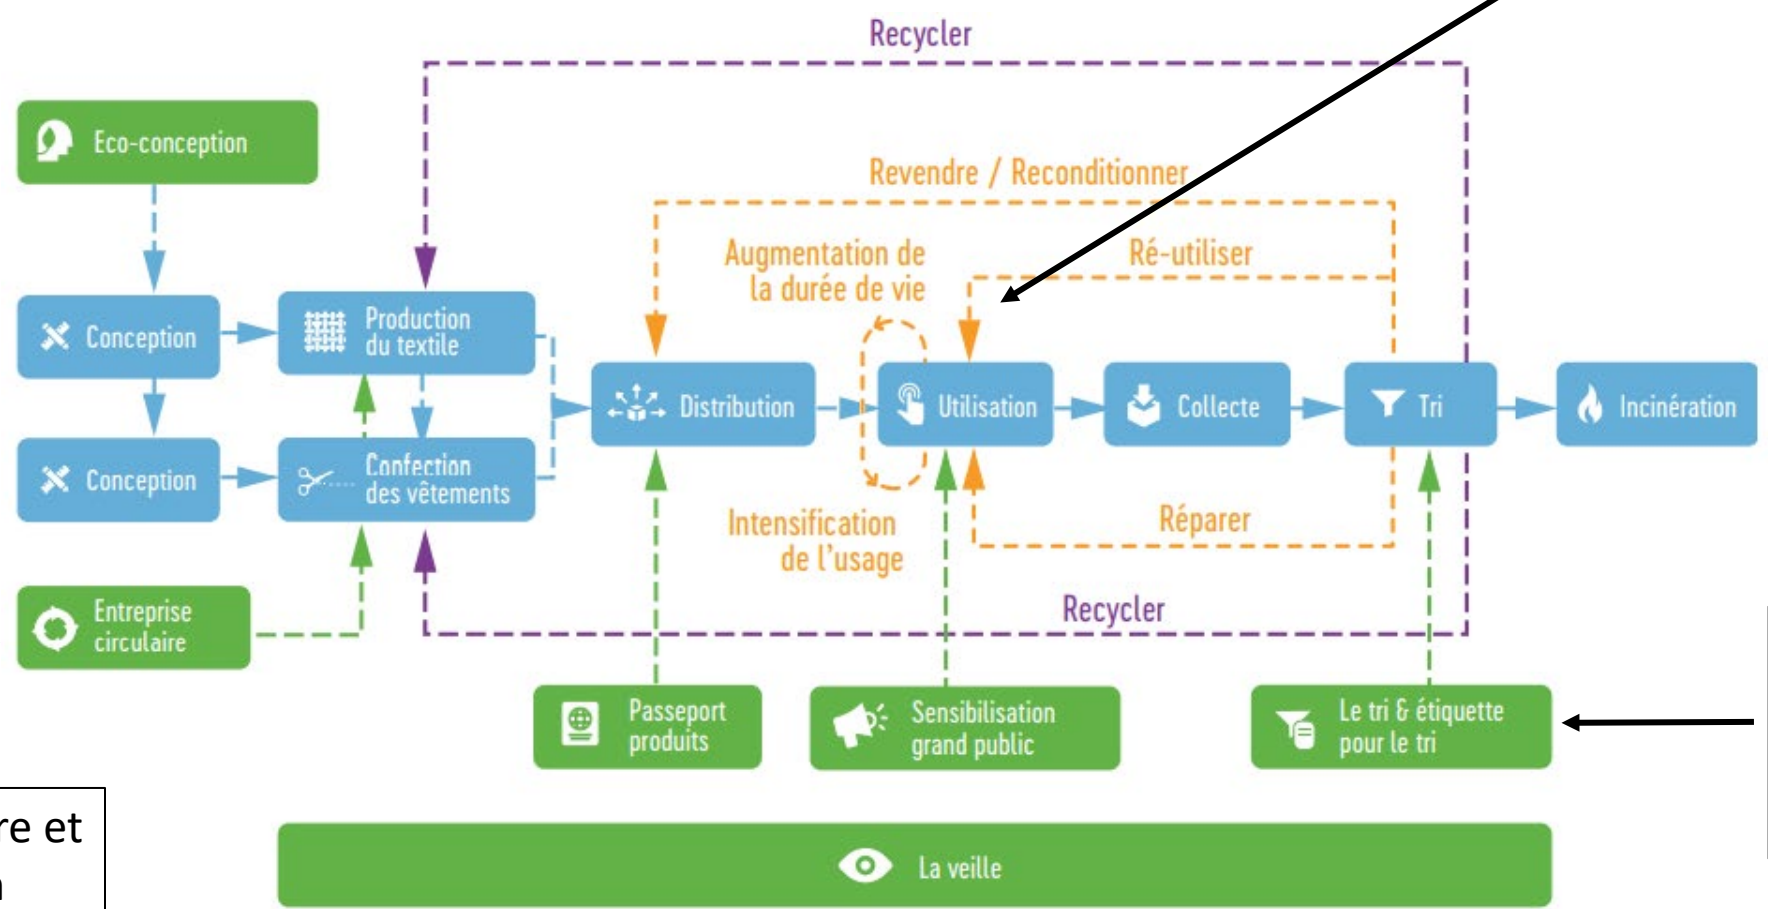 Recycler
Eco-conception
Revendre / Reconditionner
Augmentation de
la durée de vie
Ré-utiliser
Conception
Production
du textile
Distribution
Utilisation
Collecte
Tri
Incinération
Conception
Confection
des vêtements
Intensification
de l'usage
Réparer
Entreprise
circulaire
Recycler
Passeport
produits
Sensibilisation
grand public
Le tri & étiquette
pour le tri
re et
La veille